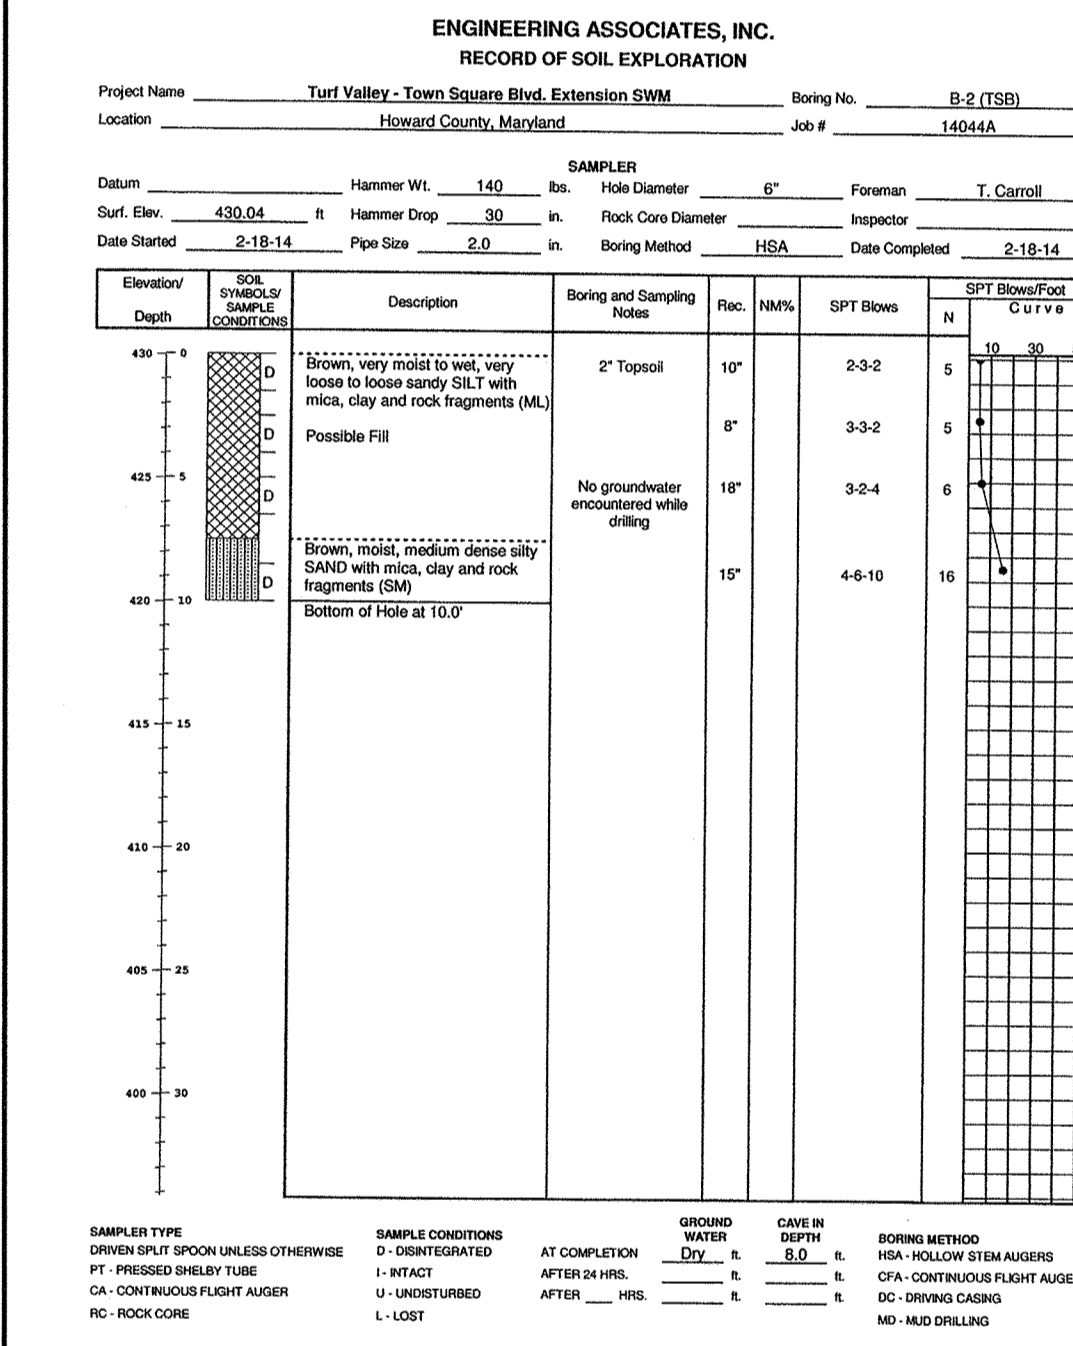 ENGINEERING ASSOCIATES, INC.
RECORD OF SOIL EXPLORATION
Project Name Turf Valley - Town Square Blvd. Extension SWM Boring No. B-2 (TSB)
Location Howard County, Maryland Job # 14044A
SAMPLER
Datum Hammer Wt. 140 lbs. Hole Diameter 6" Foreman T. Carroll
Surf. Elev. 430.04 ft Hammer Drop 30 in. Rock Core Diameter Inspector
Date Started 2-18-14 Pipe Size 2.0 in. Boring Method HSA Date Completed 2-18-14
Elevation/
Depth
SOIL
SYMBOLS/
SAMPLE
CONDITIONS
Description
Boring and Sampling
Notes
Rec.
NM%
SPT Blows
SPT Blows/Foot
N
Curve
10 30
430 0
D
Brown, very moist to wet, very
loose to loose sandy SILT with
mica, clay and rock fragments (ML)
2" Topsoil
10"
2-3-2
5
D
Possible Fill
8"
3-3-2
5
425 5
D
No groundwater
encountered while
drilling
18"
3-2-4
6
Brown, moist, medium dense silty
SAND with mica, clay and rock
fragments (SM)
D
15"
4-6-10
16
420 10
Bottom of Hole at 10.0'
415 15
410 20
405 25
400 30
SAMPLER TYPE
DRIVEN SPLIT SPOON UNLESS OTHERWISE
PT - PRESSED SHELBY TUBE
CA - CONTINUOUS FLIGHT AUGER
RC - ROCK CORE
SAMPLE CONDITIONS
D - DISINTEGRATED
I - INTACT
U - UNDISTURBED
L - LOST
GROUND
WATER
CAVE IN
DEPTH
AT COMPLETION Dry ft. 8.0 ft.
AFTER 24 HRS. ft. ft.
AFTER ____ HRS. ft. ft.
BORING METHOD
HSA - HOLLOW STEM AUGERS
CFA - CONTINUOUS FLIGHT AUGE
DC - DRIVING CASING
MD - MUD DRILLING